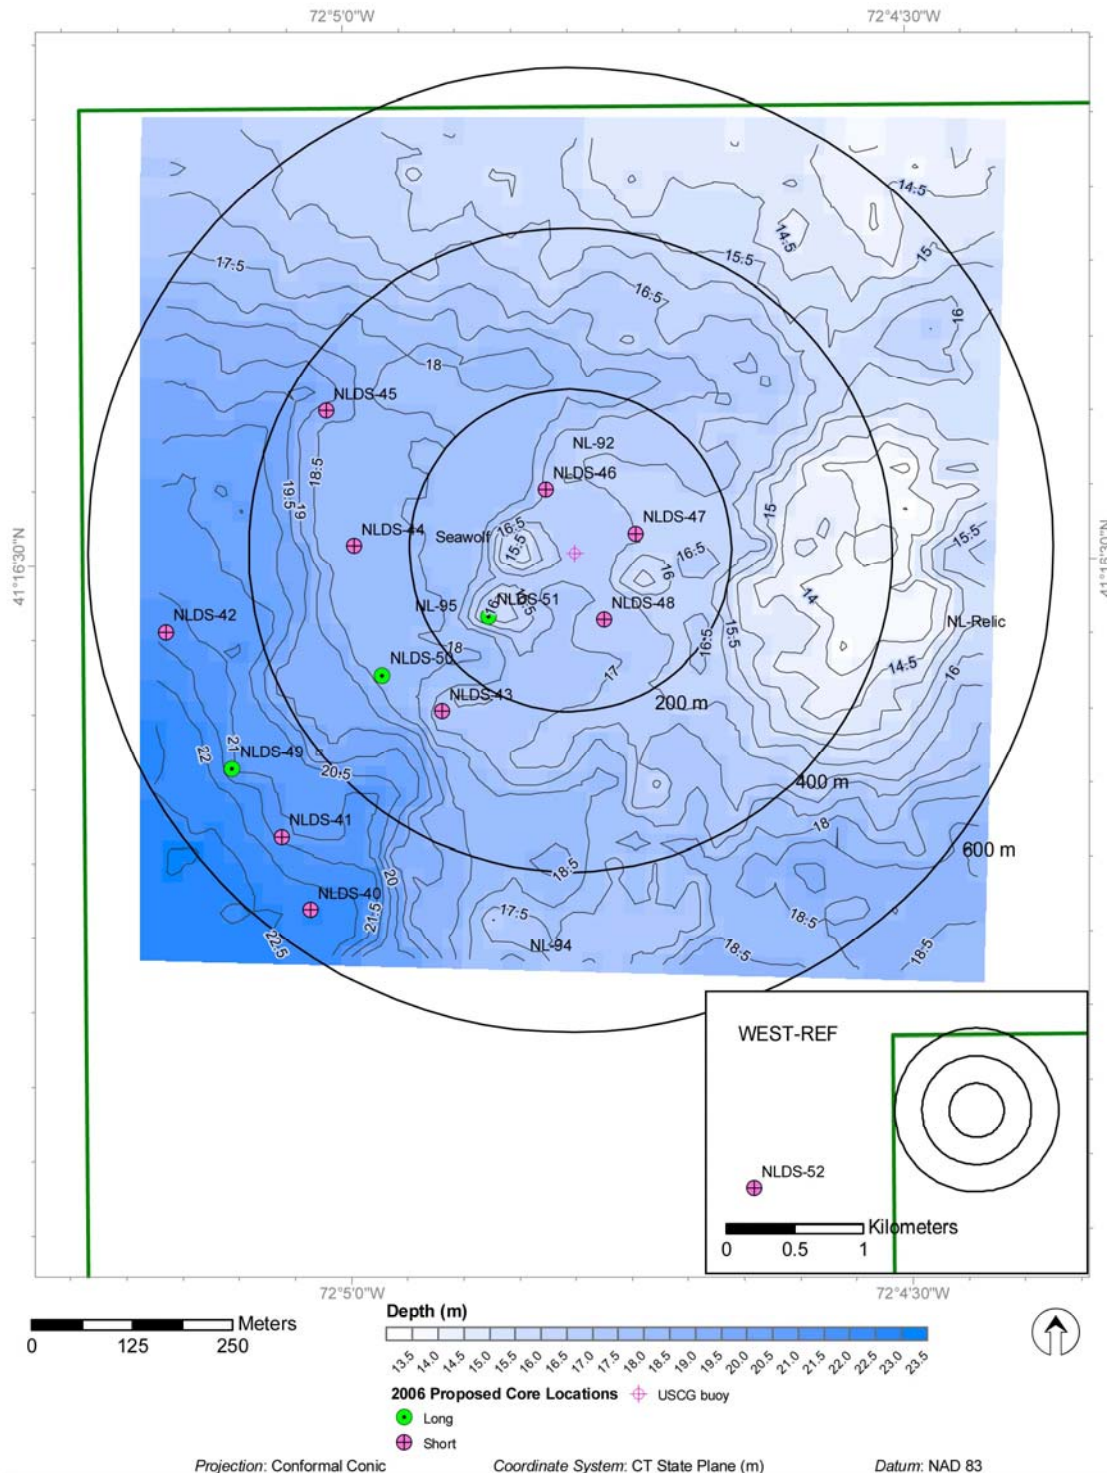 72°5'0"W
72°4'30"W
14.5
14.5
15
17.5
15.5
16.5
16
18
NLDS-45
NL-92
NLDS-46
18.5
19.5
19
15
NLDS-47
16.5
NLDS-44
Seawolf
15.5
16.5
15.5
41°16'30"N
41°16'30"N
16
14
NLDS-42
NL-95
16
NLDS-51
NLDS-48
NL-Relic
18
16.5
15.5
NLDS-50
17
14.5
16
NLDS-43
200 m
22
21
NLDS-49
20.5
400 m
NLDS-41
18
600 m
18.5
20
NLDS-40
21.5
17.5
18.5
22.5
NL-94
18.5
18.5
WEST-REF
NLDS-52
Kilometers
0 0.5 1
72°5'0"W
72°4'30"W
Meters
0 125 250
Depth (m)
13.5 14.0 14.5 15.0 15.5 16.0 16.5 17.0 17.5 18.0 18.5 19.0 19.5 20.0 20.5 21.0 21.5 22.0 22.5 23.0 23.5
2006 Proposed Core Locations
USCG buoy
Long
Short
Projection: Conformal Conic
Coordinate System: CT State Plane (m)
Datum: NAD 83